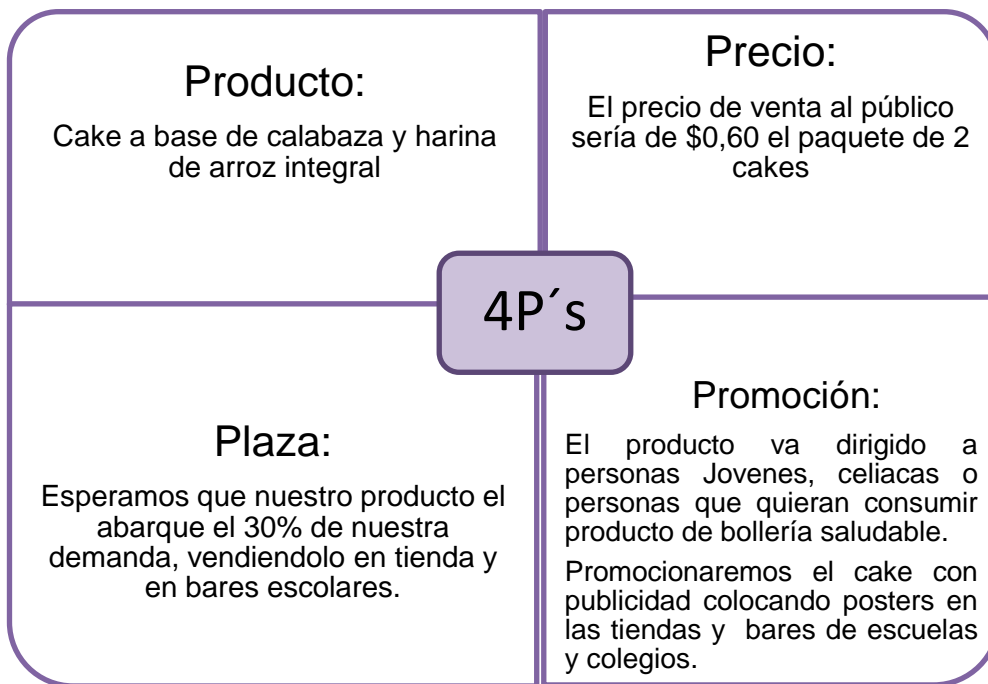 Producto:
Cake a base de calabaza y harina
de arroz integral
Precio:
El precio de venta al público
sería de $0,60 el paquete de 2
cakes
4P´s
Plaza:
Esperamos que nuestro producto el
abarque el 30% de nuestra
demanda, vendiendolo en tienda y
en bares escolares.
Promoción:
El producto va dirigido a
personas Jovenes, celiacas o
personas que quieran consumir
producto de bollería saludable.
Promocionaremos el cake con
publicidad colocando posters en
las tiendas y bares de escuelas
y colegios.